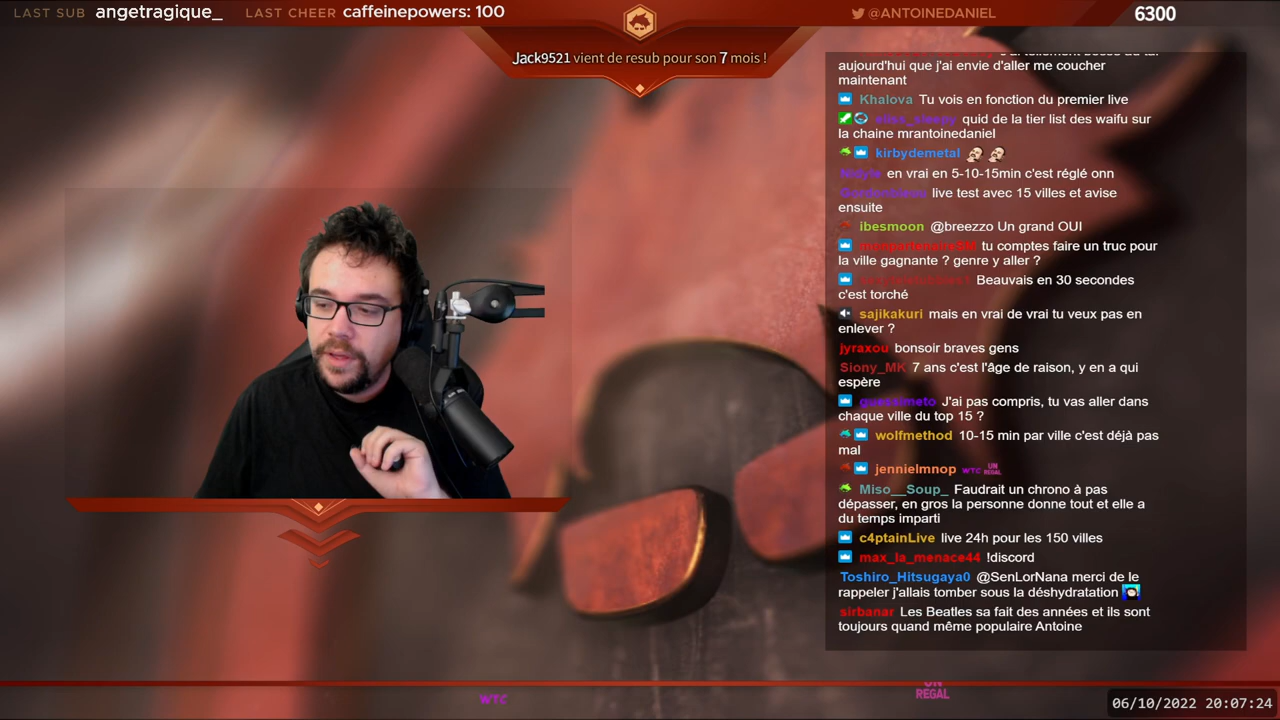 LAST SUB angetragique_ LAST CHEER caffeinepowers: 100
@ANTOINEDANIEL
6300
Jack9521 vient de resub pour son 7 mois !
aujourd'hui que j'ai envie d'aller me coucher
maintenant
Khalova Tu vois en fonction du premier live
quid de la tier list des waifu sur
la chaine mrantoinedaniel
kirbydemetal
en vrai en 5-10-15min c'est réglé onn
live test avec 15 villes et avise
ensuite
ibesmoon @breezzo Un grand OUI
tu comptes faire un truc pour
la ville gagnante ? genre y aller ?
Beauvais en 30 secondes
c'est torché
sajikakuri mais en vrai de vrai tu veux pas en
enlever ?
jyraxou bonsoir braves gens
Siony_MK 7 ans c'est l'âge de raison, y en a qui
espère
J'ai pas compris, tu vas aller dans
chaque ville du top 15 ?
wolfmethod 10-15 min par ville c'est déjà pas
mal
jennielmnop WTC UN REGAL
Miso__Soup_ Faudrait un chrono à pas
dépasser, en gros la personne donne tout et elle a
du temps imparti
c4ptainLive live 24h pour les 150 villes
max_la_menace44 !discord
Toshiro_Hitsugaya0 @SenLorNana merci de le
rappeler j'allais tomber sous la déshydratation
sirbanar Les Beatles sa fait des années et ils sont
toujours quand même populaire Antoine
WTC
UN
REGAL
06/10/2022 20:07:24